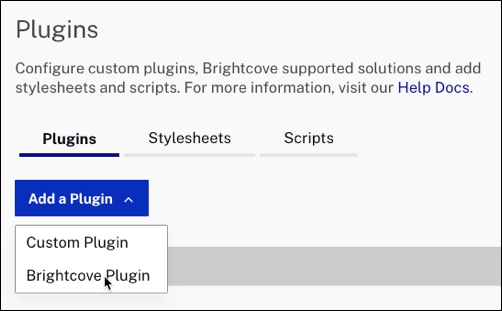 Plugins
Configure custom plugins, Brightcove supported solutions and add
stylesheets and scripts. For more information, visit our Help Docs.
Plugins Stylesheets Scripts
Add a Plugin
Custom Plugin
Brightcove Plugin